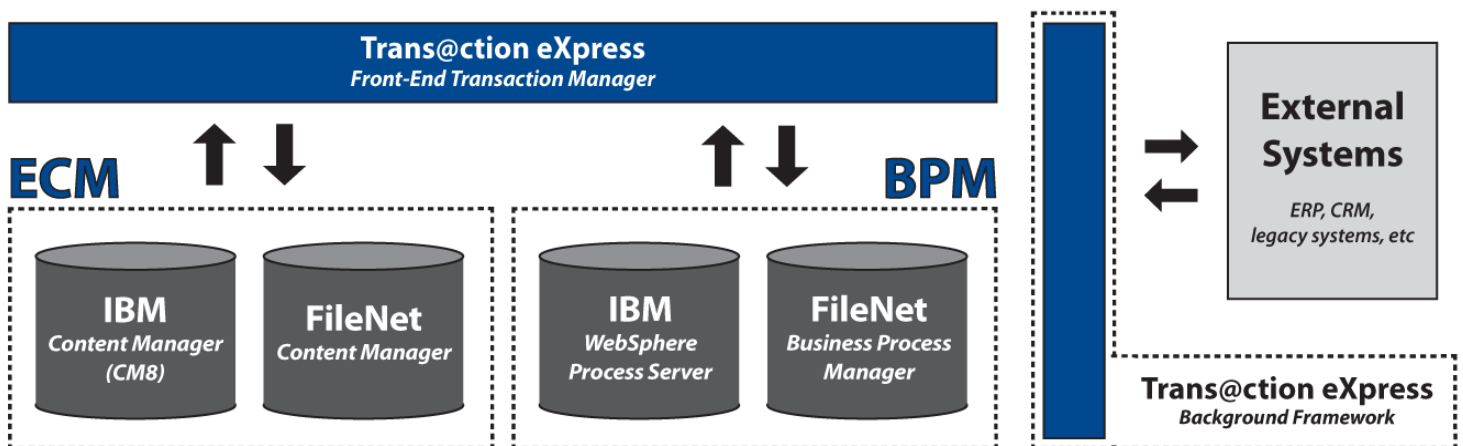 Trans@ction eXpress
Front-End Transaction Manager
ECM
BPM
IBM
Content Manager
(CM8)
FileNet
Content Manager
IBM
WebSphere
Process Server
FileNet
Business Process
Manager
External
Systems
ERP, CRM,
legacy systems, etc
Trans@ction eXpress
Background Framework